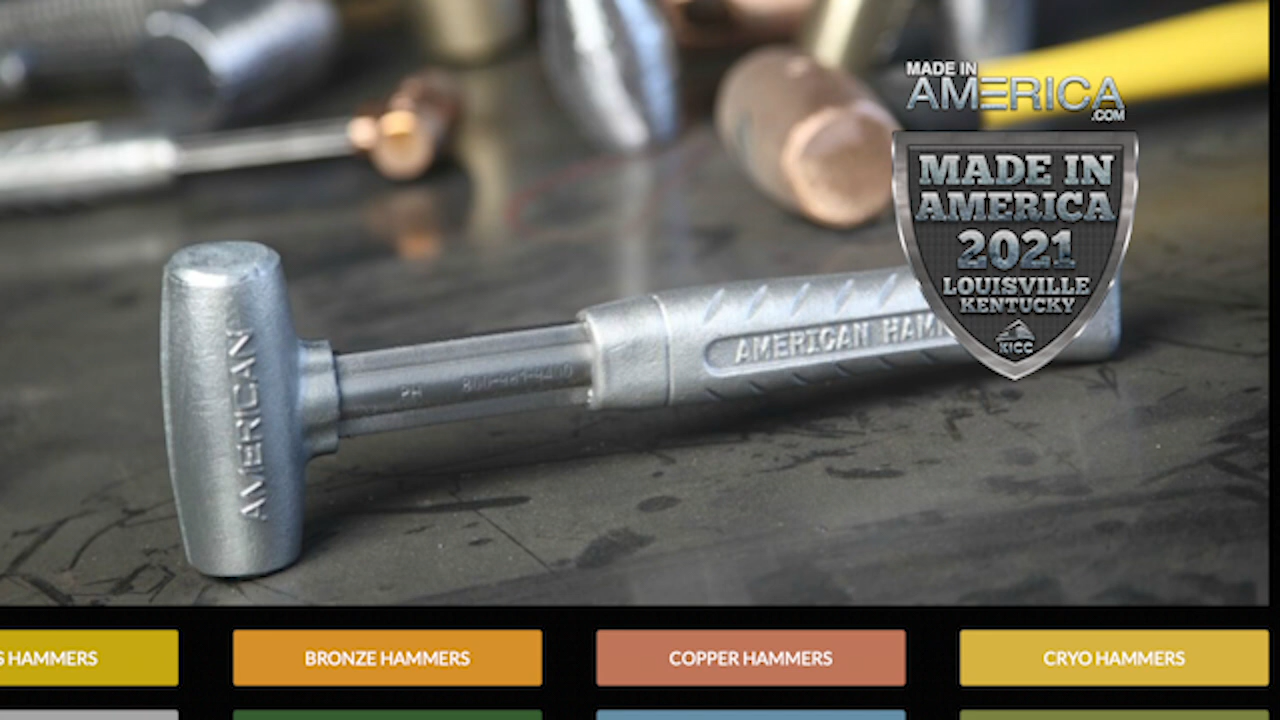 MADE IN
AMERICA
.COM
MADE IN
AMERICA
2021
LOUISVILLE
KENTUCKY
KICC
AMERICAN
AMERICAN
HAMMERS
BRONZE HAMMERS
COPPER HAMMERS
CRYO HAMMERS